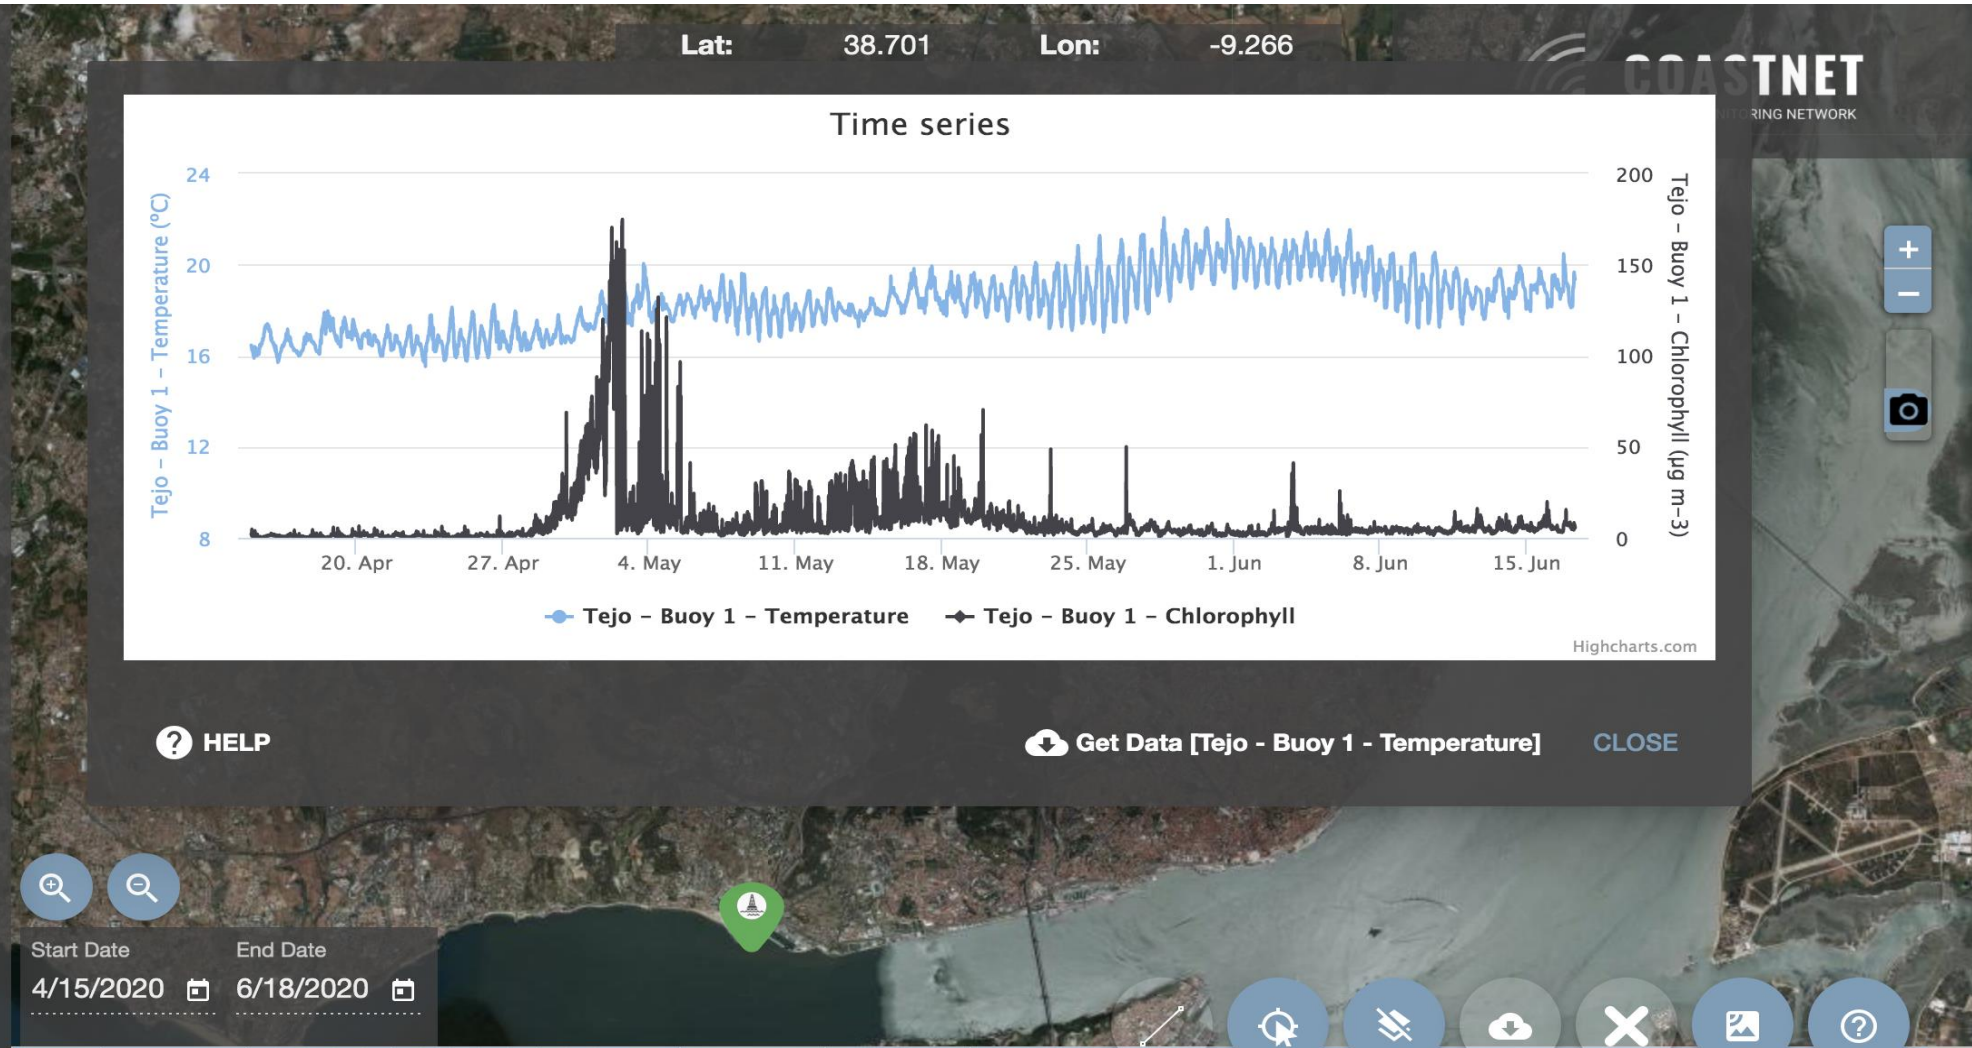 Lat: 38.701 Lon: -9.266
COASTNET
RING NETWORK
Time series
24
20
16
12
8
Tejo – Buoy 1 – Temperature (ºC)
200
150
100
50
0
Tejo – Buoy 1 – Chlorophyll (µg m-3)
20. Apr 27. Apr 4. May 11. May 18. May 25. May 1. Jun 8. Jun 15. Jun
Tejo – Buoy 1 – Temperature Tejo – Buoy 1 – Chlorophyll
Highcharts.com
? HELP
Get Data [Tejo - Buoy 1 - Temperature] CLOSE
+
−
Start Date End Date
4/15/2020 6/18/2020
?